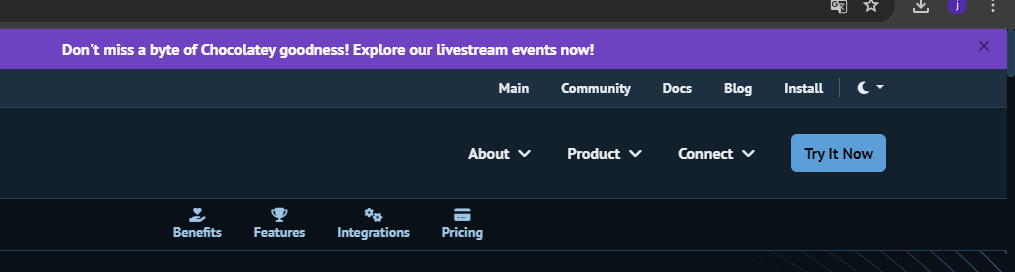 j
Don't miss a byte of Chocolatey goodness! Explore our livestream events now!
Main Community Docs Blog Install
About Product Connect Try It Now
Benefits Features Integrations Pricing